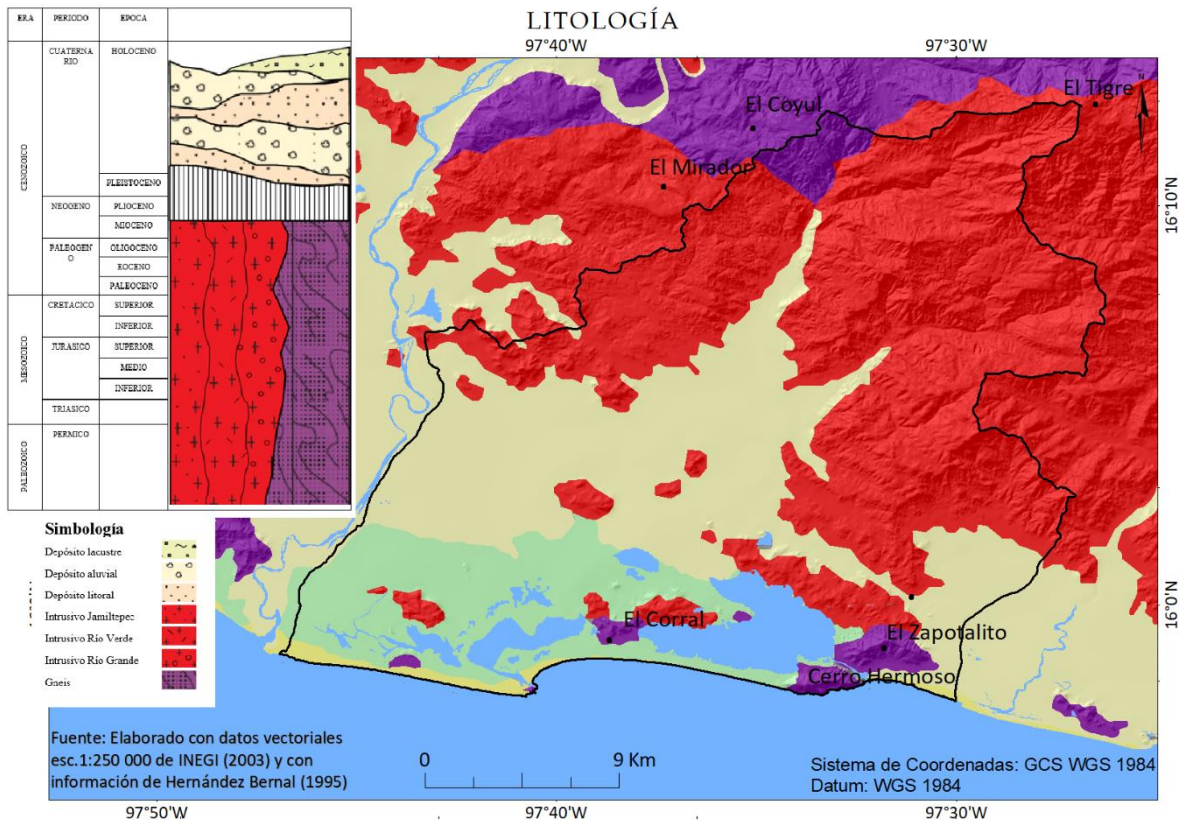 LITOLOGÍA
ERA PERIODO EPOCA
CENOZOICO
CUATERNA
RIO
HOLOCENO
PLEISTOCENO
NEOGENO
PLIOCENO
MIOCENO
PALEOGEN
O
OLIGOCENO
EOCENO
PALEOCENO
MESOZOICO
CRETACICO
SUPERIOR
INFERIOR
JURASICO
SUPERIOR
MEDIO
INFERIOR
TRIASICO
PALEOZOICO
PERMICO
Simbología
Depósito lacustre
Depósito aluvial
Depósito litoral
Intrusivo Jamiltepec
Intrusivo Río Verde
Intrusivo Río Grande
Gneis
97°40'W 97°30'W
N
El Tigre
El Coyul
El Mirador
16°10'N
16°0'N
El Corral
El Zapotalito
Cerro Hermoso
Fuente: Elaborado con datos vectoriales
esc.1:250 000 de INEGI (2003) y con
información de Hernández Bernal (1995)
0 9 Km
Sistema de Coordenadas: GCS WGS 1984
Datum: WGS 1984
97°50'W 97°40'W 97°30'W